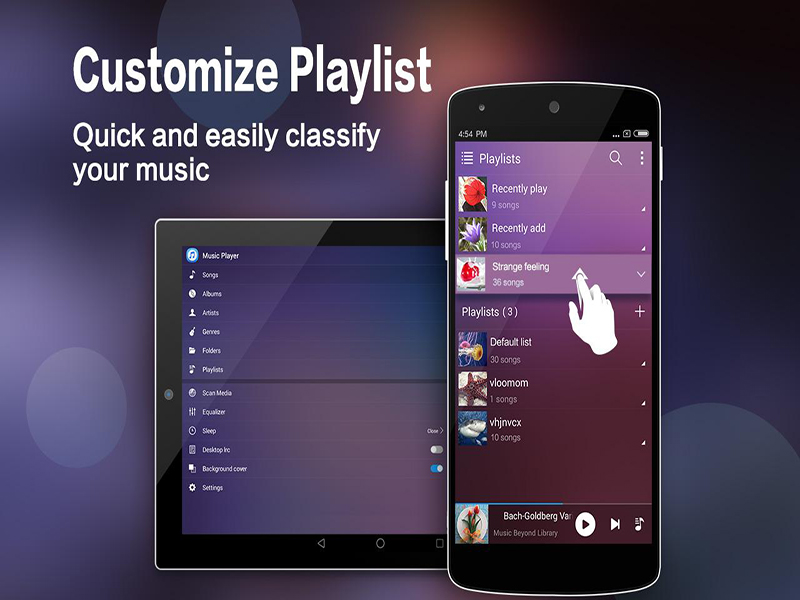 Customize Playlist
Quick and easily classify
your music
Music Player
Songs
Albums
Artists
Genres
Folders
Playlists
Scan Media
Equalizer
Sleep
Close
Desktop lrc
Background cover
Settings
4:54 PM
Playlists
Recently play
9 songs
Recently add
10 songs
Strange feeling
36 songs
Playlists ( 3 )
Default list
30 songs
vloomom
1 songs
vhjnvcx
10 songs
Bach-Goldberg Var
Music Beyond Library